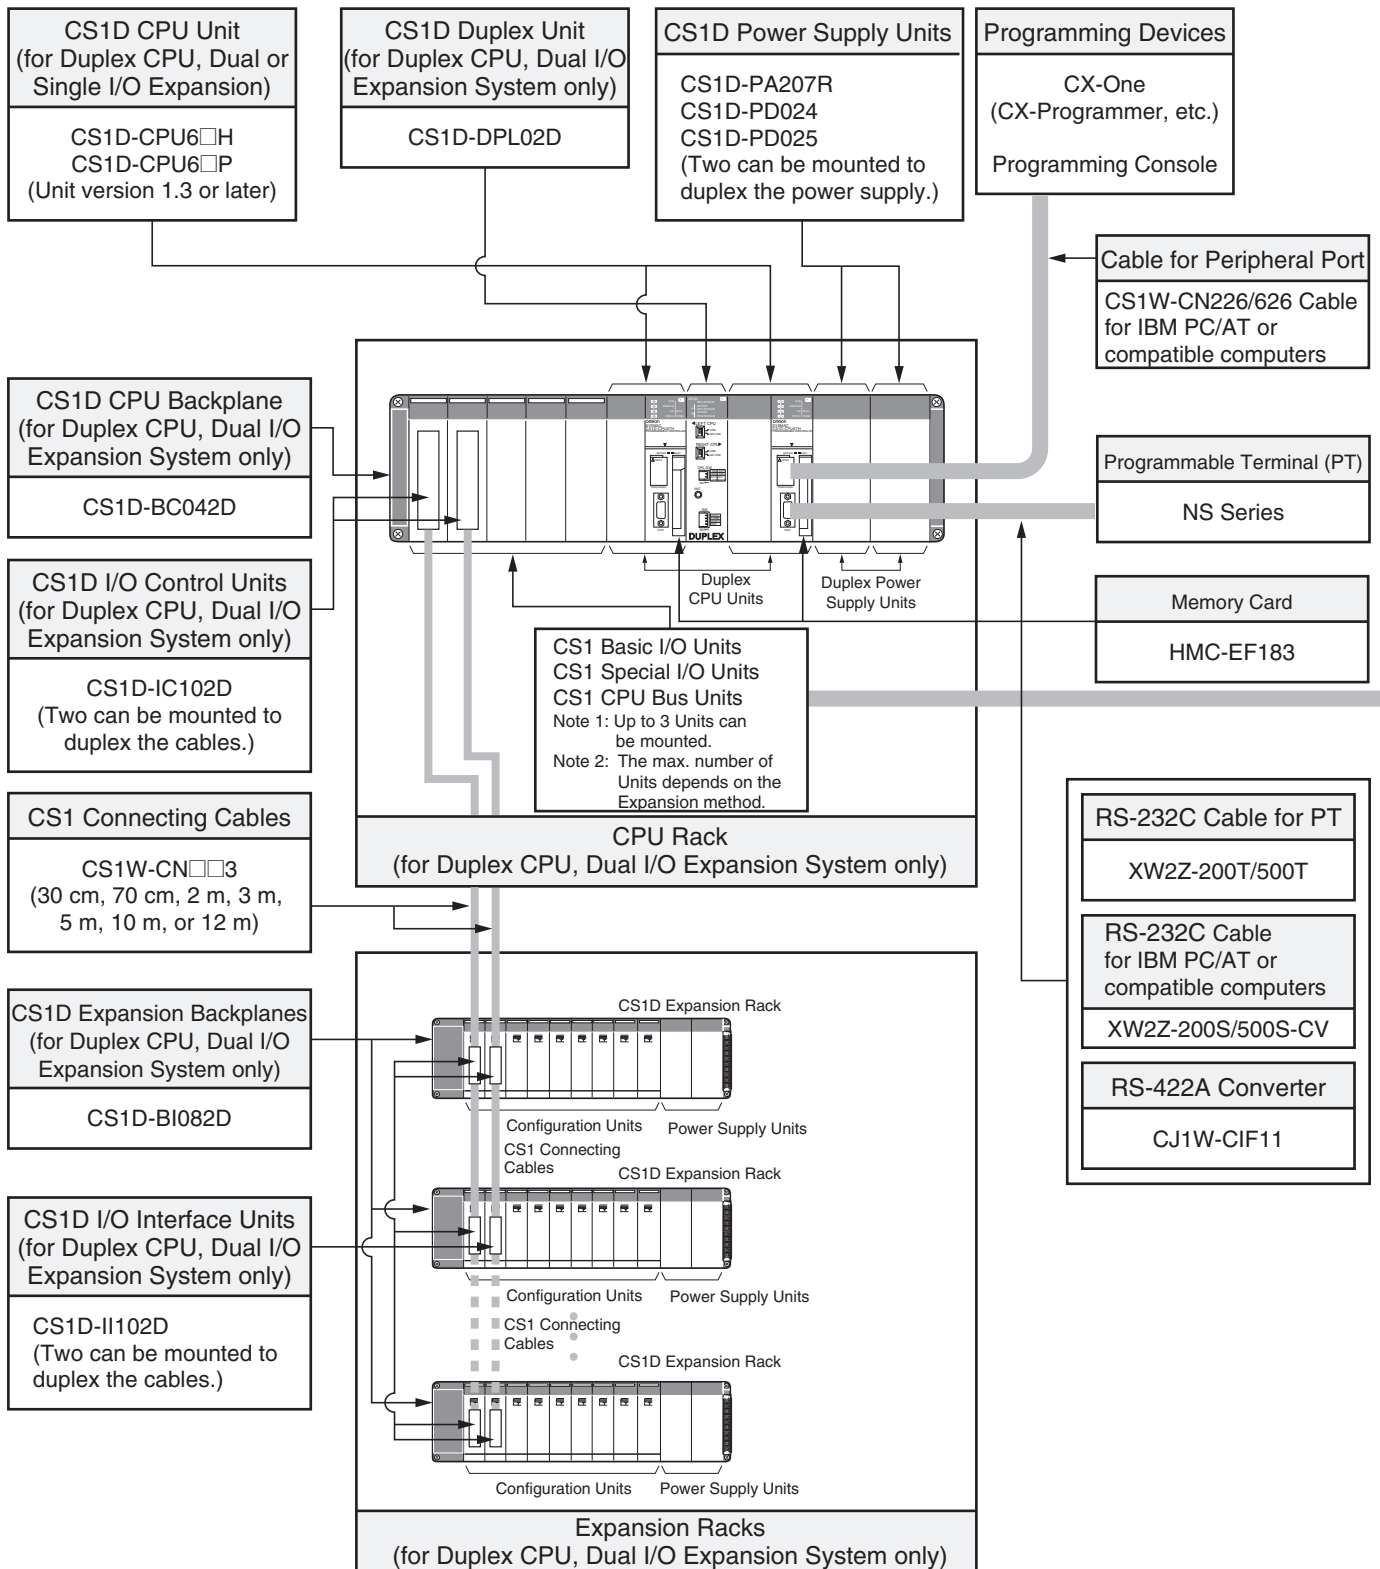 CS1D CPU Unit
(for Duplex CPU, Dual or
Single I/O Expansion)
CS1D-CPU6□H
CS1D-CPU6□P
(Unit version 1.3 or later)
CS1D Duplex Unit
(for Duplex CPU, Dual I/O
Expansion System only)
CS1D-DPL02D
CS1D Power Supply Units
CS1D-PA207R
CS1D-PD024
CS1D-PD025
(Two can be mounted to
duplex the power supply.)
Programming Devices
CX-One
(CX-Programmer, etc.)
Programming Console
Cable for Peripheral Port
CS1W-CN226/626 Cable
for IBM PC/AT or
compatible computers
CS1D CPU Backplane
(for Duplex CPU, Dual I/O
Expansion System only)
CS1D-BC042D
LEFT CPU
RIGHT CPU
DUPLEX
Programmable Terminal (PT)
NS Series
CS1D I/O Control Units
(for Duplex CPU, Dual I/O
Expansion System only)
CS1D-IC102D
(Two can be mounted to
duplex the cables.)
Duplex
CPU Units
Duplex Power
Supply Units
Memory Card
HMC-EF183
CS1 Basic I/O Units
CS1 Special I/O Units
CS1 CPU Bus Units
Note 1: Up to 3 Units can
be mounted.
Note 2: The max. number of
Units depends on the
Expansion method.
CPU Rack
(for Duplex CPU, Dual I/O Expansion System only)
CS1 Connecting Cables
CS1W-CN□□3
(30 cm, 70 cm, 2 m, 3 m,
5 m, 10 m, or 12 m)
RS-232C Cable for PT
XW2Z-200T/500T
RS-232C Cable
for IBM PC/AT or
compatible computers
XW2Z-200S/500S-CV
RS-422A Converter
CJ1W-CIF11
CS1D Expansion Backplanes
(for Duplex CPU, Dual I/O
Expansion System only)
CS1D-BI082D
CS1D Expansion Rack
Configuration Units
Power Supply Units
CS1 Connecting
Cables
CS1D Expansion Rack
CS1D I/O Interface Units
(for Duplex CPU, Dual I/O
Expansion System only)
CS1D-II102D
(Two can be mounted to
duplex the cables.)
Configuration Units
Power Supply Units
CS1 Connecting
Cables
CS1D Expansion Rack
Configuration Units
Power Supply Units
Expansion Racks
(for Duplex CPU, Dual I/O Expansion System only)